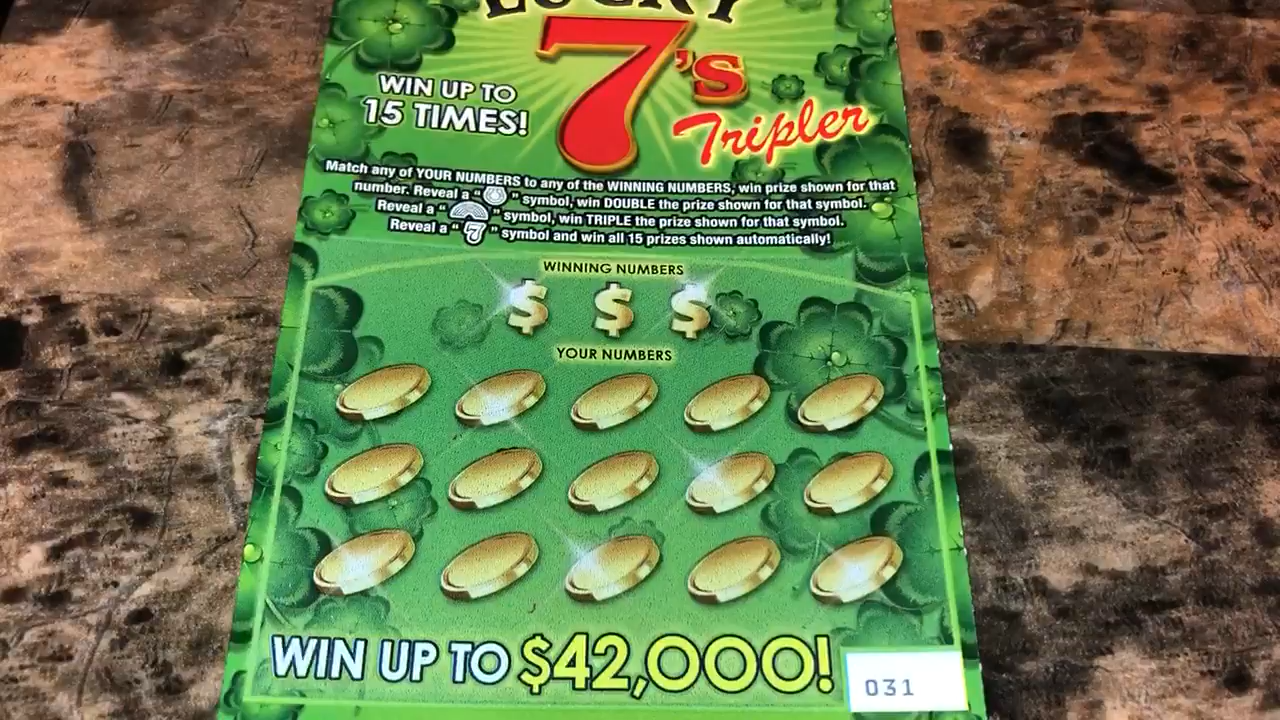 LUCKY
7's
Tripler
WIN UP TO
15 TIMES!
Match any of YOUR NUMBERS to any of the WINNING NUMBERS, win prize shown for that
number. Reveal a " " symbol, win DOUBLE the prize shown for that symbol.
Reveal a " " symbol, win TRIPLE the prize shown for that symbol.
Reveal a "7" symbol and win all 15 prizes shown automatically!
WINNING NUMBERS
$ $ $
YOUR NUMBERS
WIN UP TO $42,000!
031